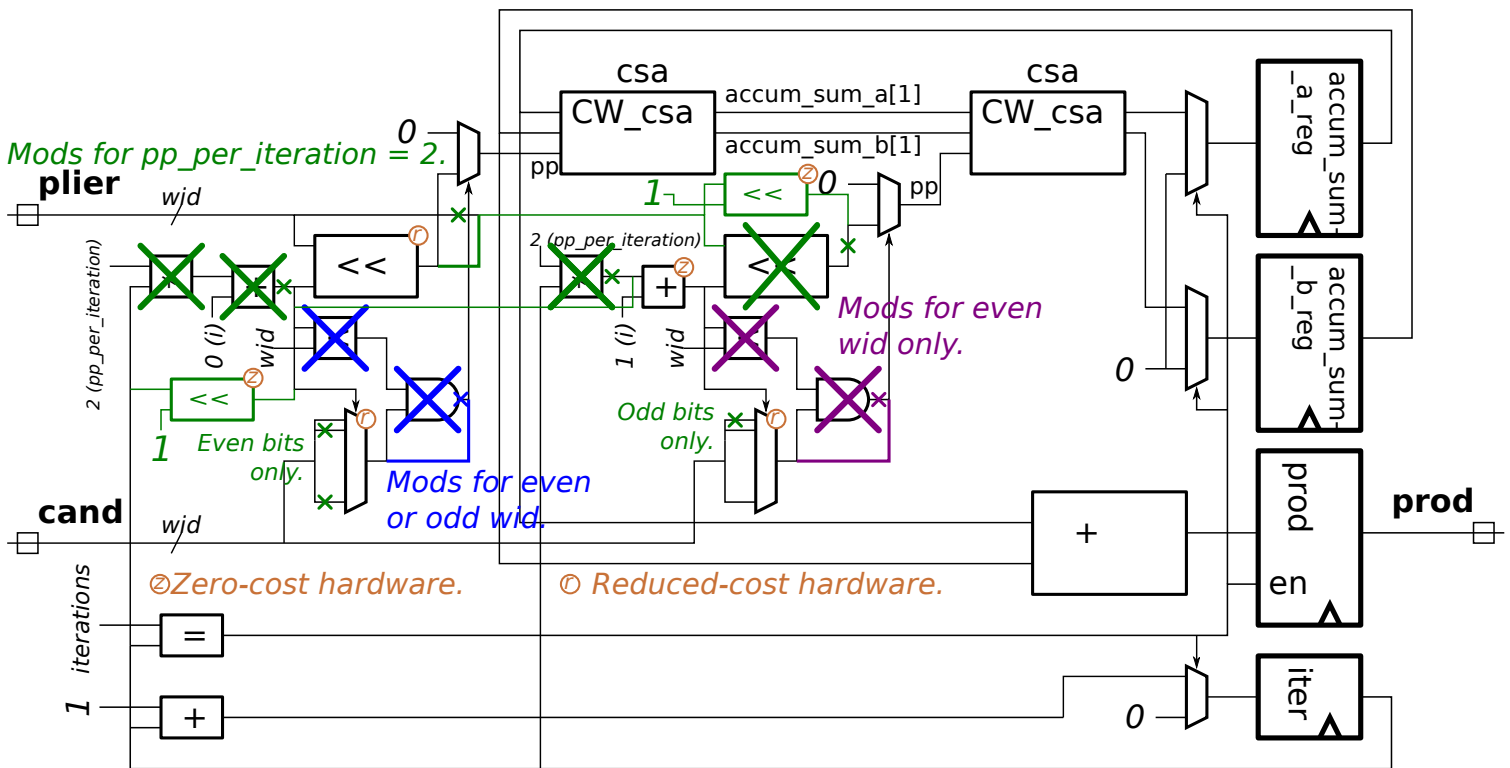 csa
csa
CW_csa
accum_sum_a[1]
CW_csa
accum_sum_b[1]
accum_sum-
_a_reg
0
pp
Mods for pp_per_iteration = 2.
plier
wid
1
<<
z
0
pp
2 (pp_per_iteration)
<<
r
2 (pp_per_iteration)
+
z
0 (i)
wid
1 (i)
wid
Mods for even
wid only.
accum_sum-
_b_reg
0
<<
z
1
Even bits
only.
r
Odd bits
only.
r
Mods for even
or odd wid.
cand
wid
+
prod
en
prod
z Zero-cost hardware.
r Reduced-cost hardware.
iterations
=
1
+
0
iter